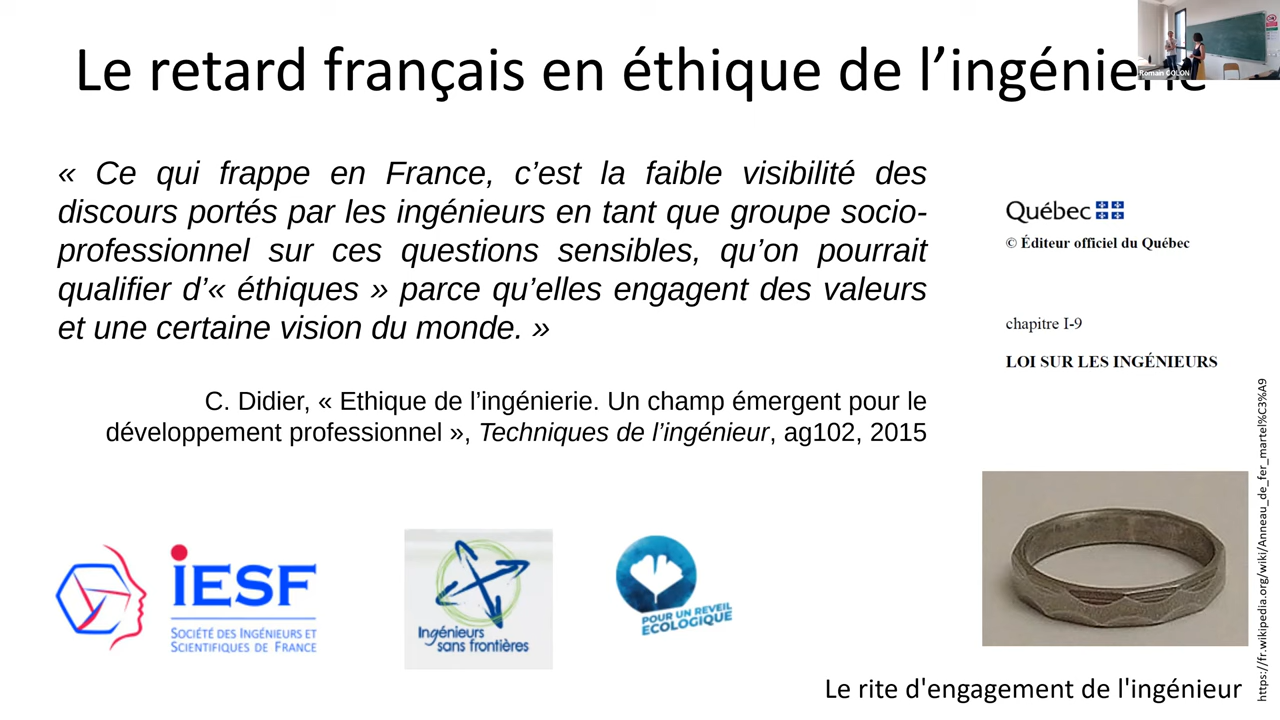 Le retard français en éthique de l’ingénierie
Romain COLON
« Ce qui frappe en France, c’est la faible visibilité des
discours portés par les ingénieurs en tant que groupe socio-
professionnel sur ces questions sensibles, qu’on pourrait
qualifier d’« éthiques » parce qu’elles engagent des valeurs
et une certaine vision du monde. »
C. Didier, « Ethique de l’ingénierie. Un champ émergent pour le
développement professionnel », Techniques de l’ingénieur, ag102, 2015
Québec
© Éditeur officiel du Québec
chapitre I-9
LOI SUR LES INGÉNIEURS
iESF
SOCIÉTÉ DES INGÉNIEURS ET
SCIENTIFIQUES DE FRANCE
Ingénieurs
sans frontières
POUR UN REVEIL
ECOLOGIQUE
https://fr.wikipedia.org/wiki/Anneau_de_fer_martel%C3%A9
Le rite d'engagement de l'ingénieur